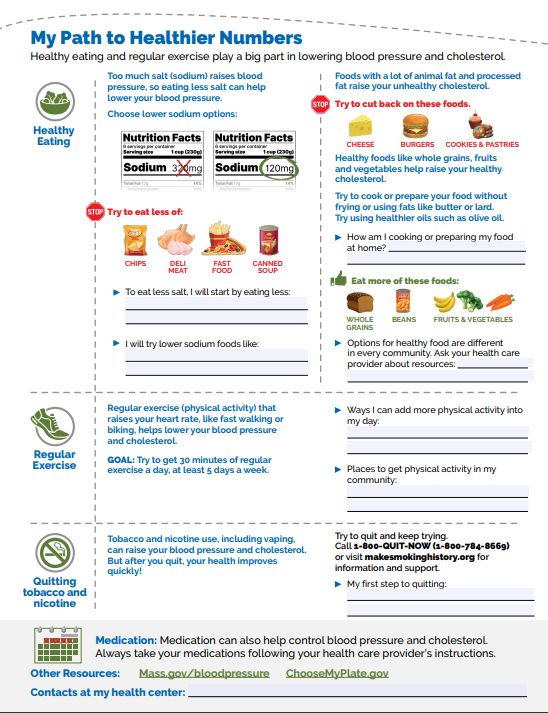 My Path to Healthier Numbers
Healthy eating and regular exercise play a big part in lowering blood pressure and cholesterol.
Healthy
Eating
Too much salt (sodium) raises blood
pressure, so eating less salt can help
lower your blood pressure.
Choose lower sodium options:
Nutrition Facts
6 servings per container
Serving size 1 cup (230g)
Sodium
Total Fat 12g 14%
Nutrition Facts
6 servings per container
Serving size 1 cup (230g)
Sodium 120mg
Total Fat 12g 14%
STOP Try to eat less of:
CHIPS
DELI
MEAT
FAST
FOOD
CANNED
SOUP
To eat less salt, I will start by eating less:
I will try lower sodium foods like:
Foods with a lot of animal fat and processed
fat raise your unhealthy cholesterol.
STOP Try to cut back on these foods.
CHEESE
BURGERS
COOKIES & PASTRIES
Healthy foods like whole grains, fruits
and vegetables help raise your healthy
cholesterol.
Try to cook or prepare your food without
frying or using fats like butter or lard.
Try using healthier oils such as olive oil.
How am I cooking or preparing my food
at home?
Eat more of these foods:
WHOLE
GRAINS
BEANS
FRUITS & VEGETABLES
Options for healthy food are different
in every community. Ask your health care
provider about resources:
Regular
Exercise
Regular exercise (physical activity) that
raises your heart rate, like fast walking or
biking, helps lower your blood pressure
and cholesterol.
GOAL: Try to get 30 minutes of regular
exercise a day, at least 5 days a week.
Ways I can add more physical activity into
my day:
Places to get physical activity in my
community:
Quitting
tobacco and
nicotine
Tobacco and nicotine use, including vaping,
can raise your blood pressure and cholesterol.
But after you quit, your health improves
quickly!
Try to quit and keep trying.
Call 1-800-QUIT-NOW (1-800-784-8669)
or visit makesmokinghistory.org for
information and support.
My first step to quitting:
Medication: Medication can also help control blood pressure and cholesterol.
Always take your medications following your health care provider's instructions.
Other Resources: Mass.gov/bloodpressure ChooseMyPlate.gov
Contacts at my health center: